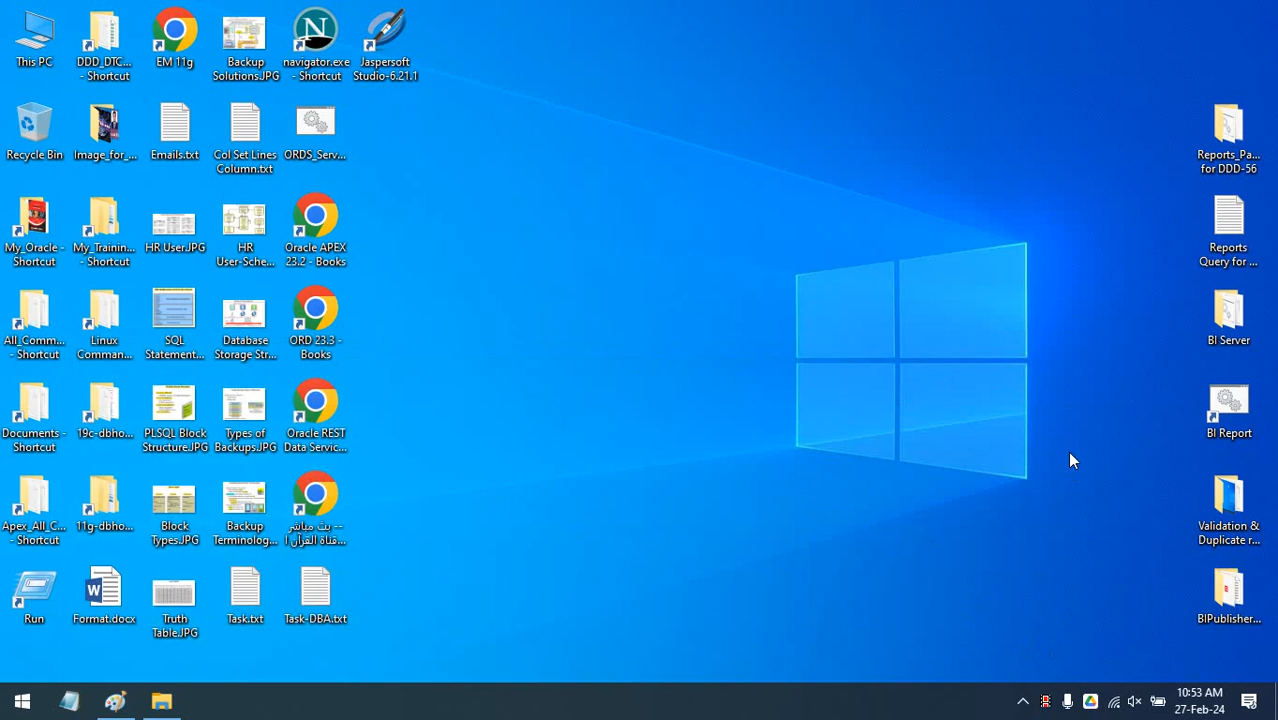 This PC
DDD_DTC...
- Shortcut
EM 11g
Backup
Solutions.JPG
navigator.exe
- Shortcut
Jaspersoft
Studio-6.21.1
Recycle Bin
Image_for_...
Emails.txt
Col Set Lines
Column.txt
ORDS_Serv...
My_Oracle -
Shortcut
My_Trainin...
- Shortcut
HR User.JPG
HR
User-Sche...
Oracle APEX
23.2 - Books
All_Comm...
- Shortcut
Linux
Comman...
SQL
Statement...
Database
Storage Str...
ORD 23.3 -
Books
Documents -
Shortcut
19c-dbho...
PLSQL Block
Structure.JPG
Types of
Backups.JPG
Oracle REST
Data Servic...
Apex_All_C...
- Shortcut
11g-dbho...
Block
Types.JPG
Backup
Terminolog...
بث مباشر --
قناة القرآن ا...
Run
Format.docx
Truth
Table.JPG
Task.txt
Task-DBA.txt
Reports_Pa...
for DDD-56
Reports
Query for ...
BI Server
BI Report
Validation &
Duplicate r...
BIPublisher...
10:53 AM
27-Feb-24